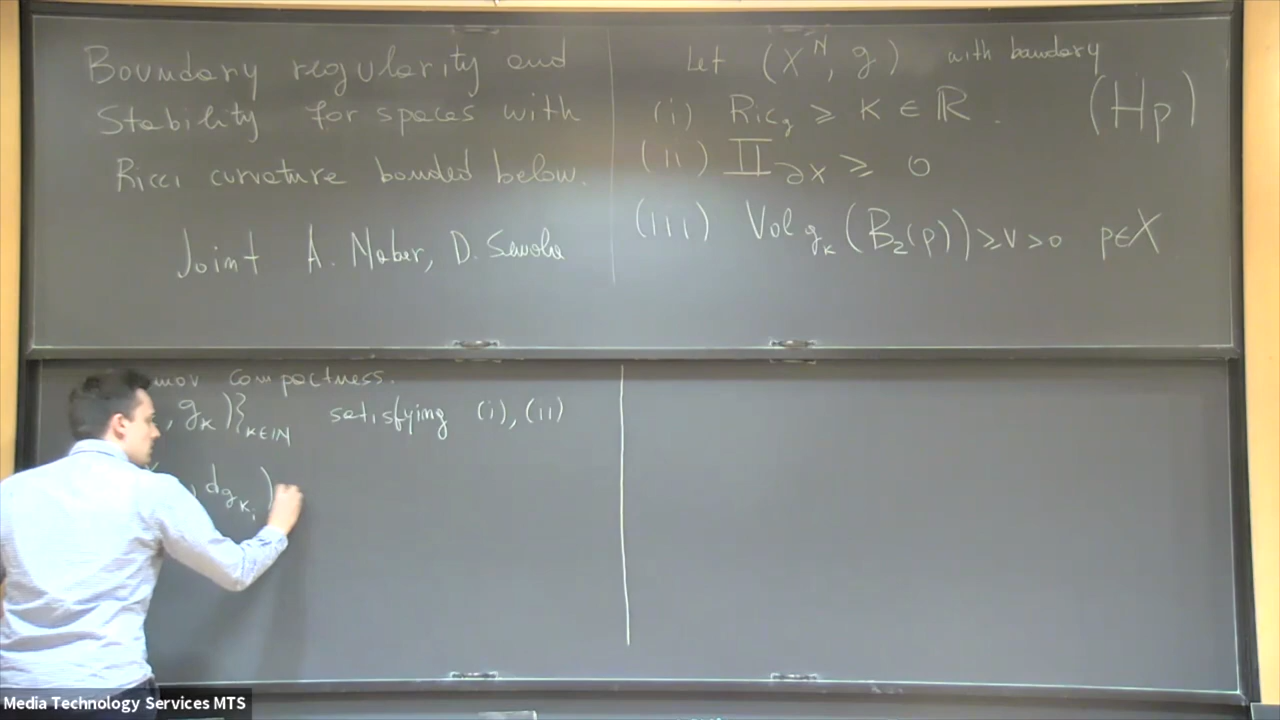 Boundary regularity and
Stability for spaces with
Ricci curvature bounded below.
Joint A. Naber, D. Semola
Let (X^N, g) with boundary
(i) Ric_g ≥ K ∈ ℝ. (Hp)
(ii) II_∂X ≥ 0
(iii) Vol_{g_k}(B_2(p)) ≥ v > 0 p ∈ X
mov compactness.
, g_k)}_{k∈ℕ} satisfying (i), (ii)
, d_{g_{k_i}})
Media Technology Services MTS